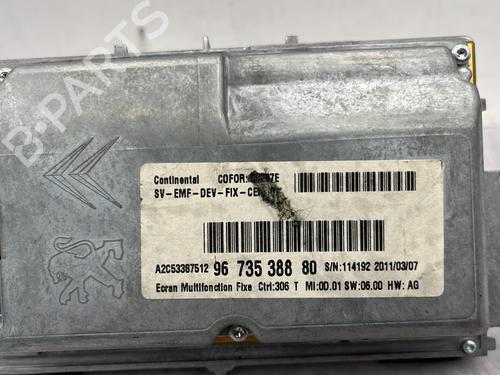 B-PARTS
Continental COFOR:
SV-EMF-DEV-FIX-
A2C53387512 96 735 388 80 S/N:114192 2011/03/07
Ecran Multifonction Fixe Ctrl:306 T MI:0D.01 SW:06.00 HW: AG